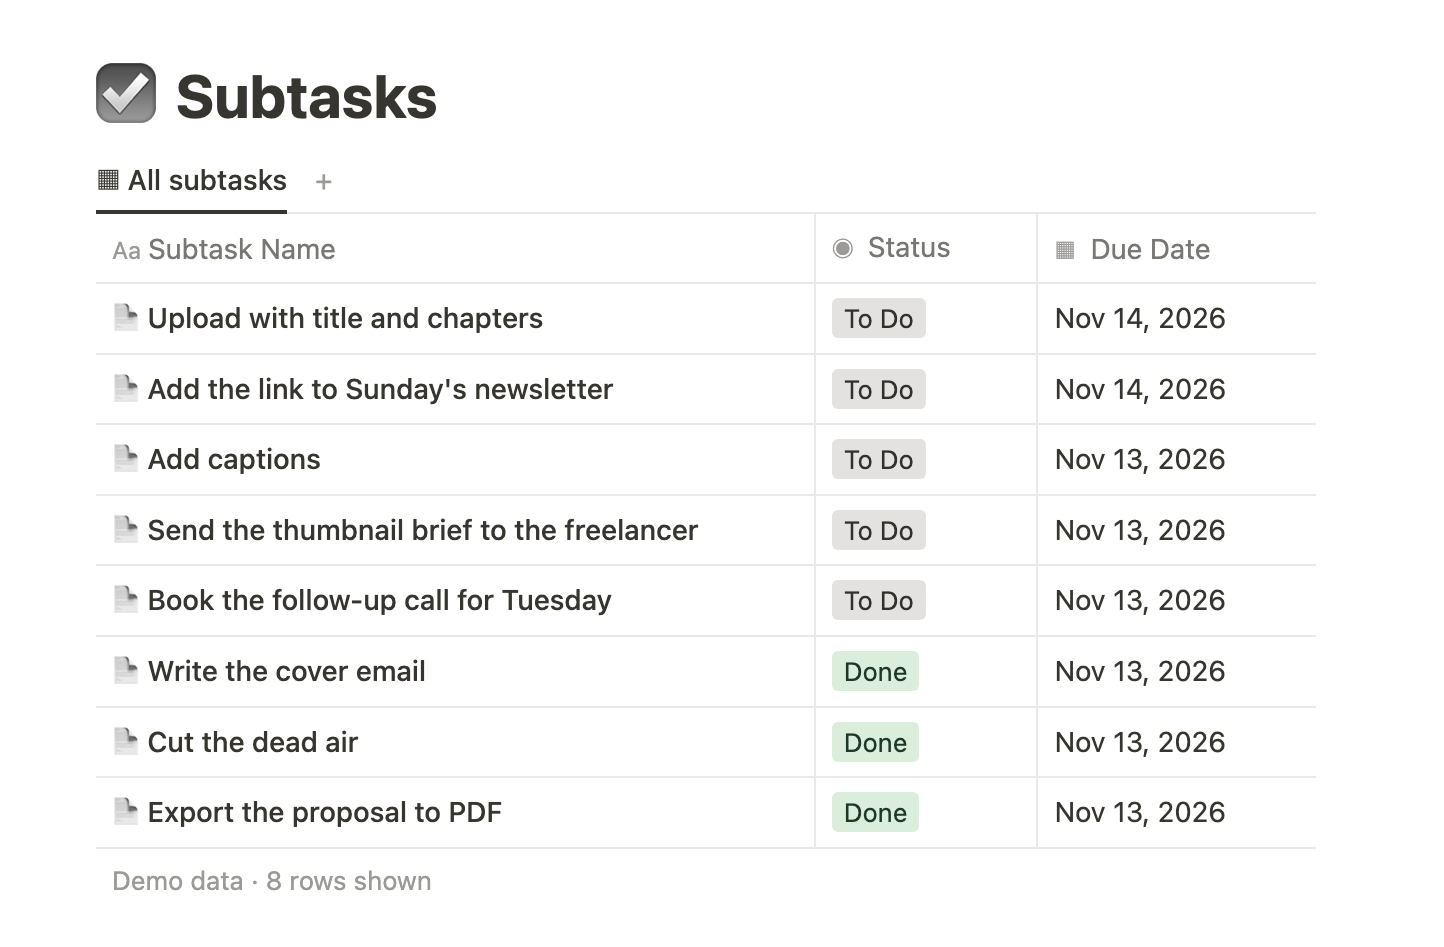 Subtasks
All subtasks +
Aa Subtask Name Status Due Date
Upload with title and chapters To Do Nov 14, 2026
Add the link to Sunday's newsletter To Do Nov 14, 2026
Add captions To Do Nov 13, 2026
Send the thumbnail brief to the freelancer To Do Nov 13, 2026
Book the follow-up call for Tuesday To Do Nov 13, 2026
Write the cover email Done Nov 13, 2026
Cut the dead air Done Nov 13, 2026
Export the proposal to PDF Done Nov 13, 2026
Demo data · 8 rows shown